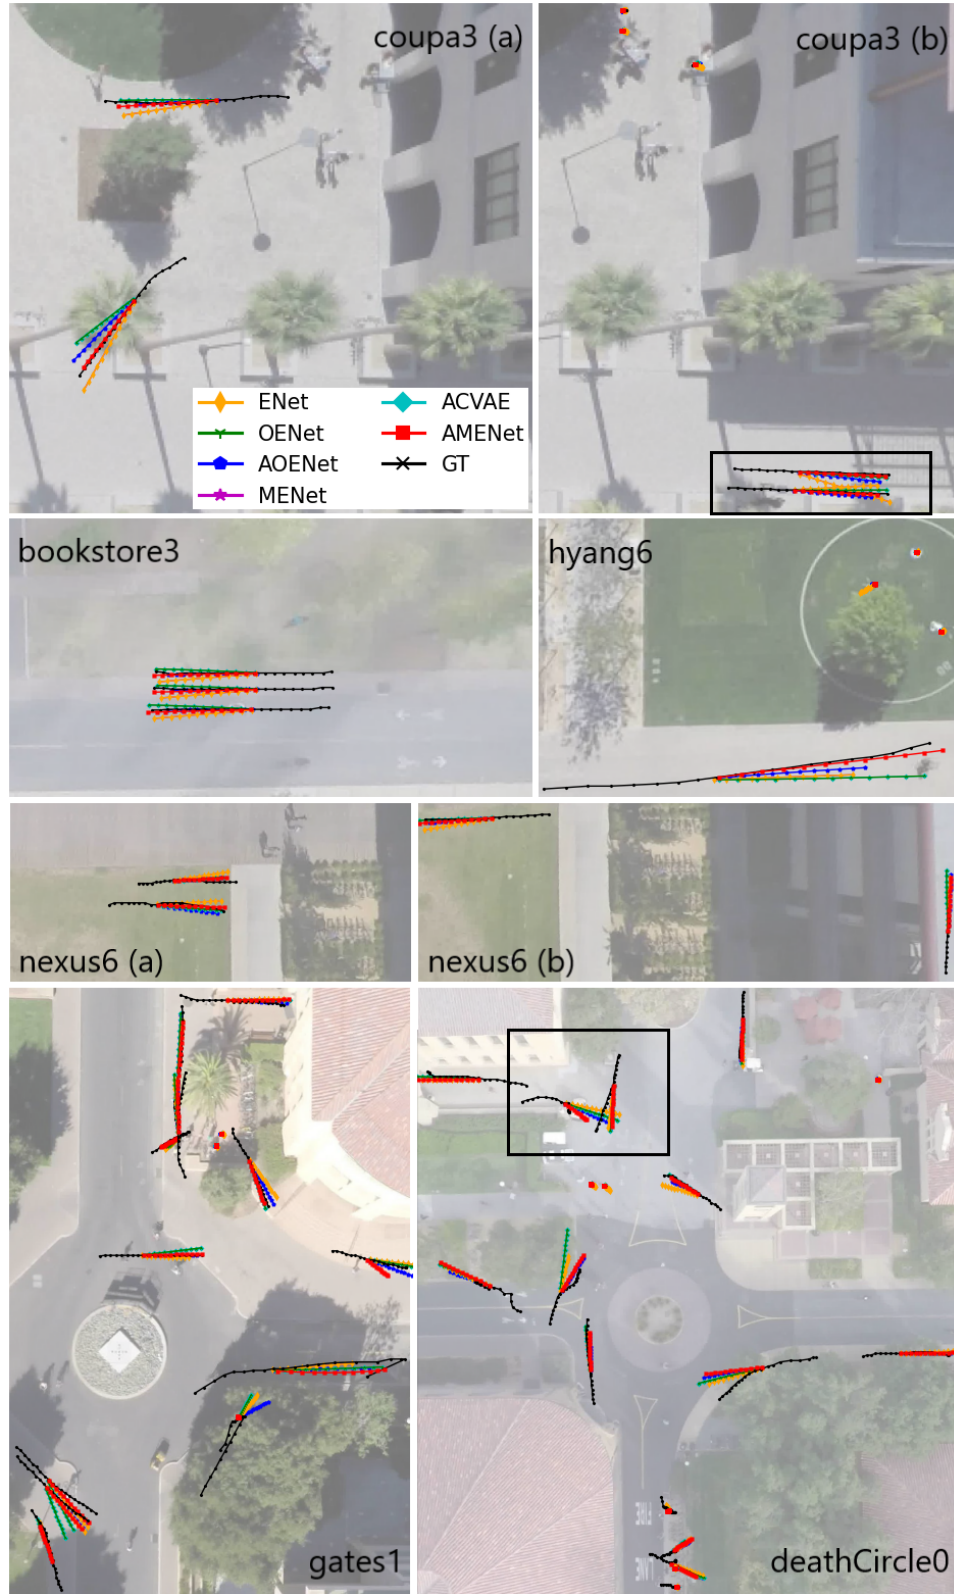 coupa3 (a)
coupa3 (b)
ENet
ACVAE
OENet
AMENet
AOENet
GT
MENet
bookstore3
hyang6
nexus6 (a)
nexus6 (b)
gates1
deathCircle0